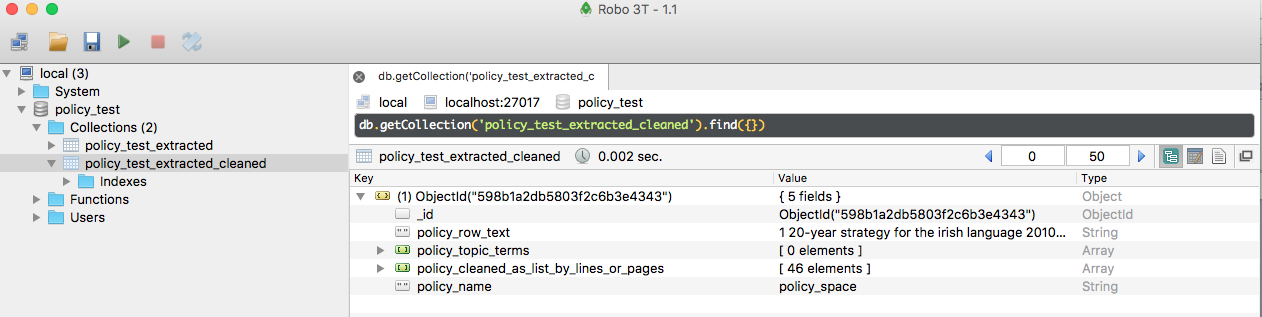 Robo 3T - 1.1
local (3)
System
policy_test
Collections (2)
policy_test_extracted
policy_test_extracted_cleaned
Indexes
Functions
Users
db.getCollection('policy_test_extracted_c
local localhost:27017 policy_test
db.getCollection('policy_test_extracted_cleaned').find({})
policy_test_extracted_cleaned 0.002 sec. 0 50
Key Value Type
(1) ObjectId("598b1a2db5803f2c6b3e4343") { 5 fields } Object
_id ObjectId("598b1a2db5803f2c6b3e4343") ObjectId
policy_row_text 1 20-year strategy for the irish language 2010... String
policy_topic_terms [ 0 elements ] Array
policy_cleaned_as_list_by_lines_or_pages [ 46 elements ] Array
policy_name policy_space String